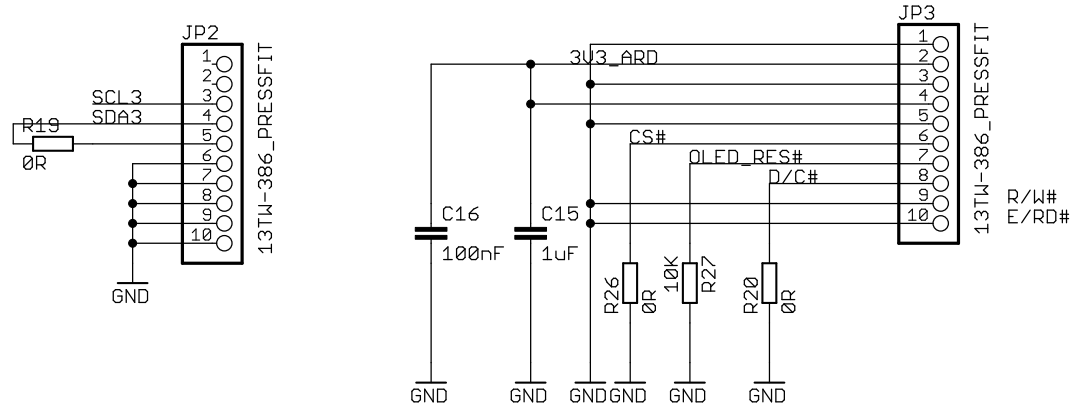 JP2
1
2
3
4
5
6
7
8
9
10
SCL3
SDA3
R19
0R
GND
13TW-386_PRESSFIT
JP3
1
2
3
4
5
6
7
8
9
10
3V3_ARD
CS#
OLED_RES#
D/C#
R/W#
E/RD#
13TW-386_PRESSFIT
C16
100nF
C15
1uF
R26
0R
10K
R27
R20
0R
GND
GND
GND
GND
GND
GND